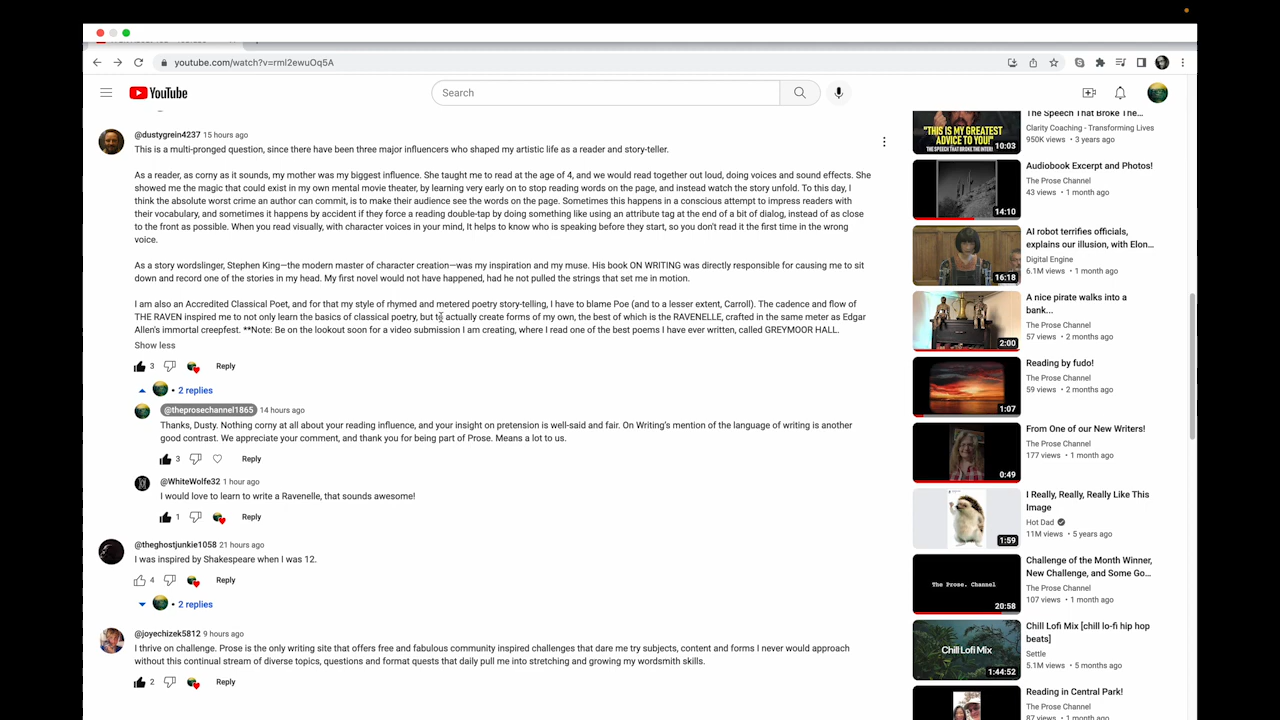 youtube.com/watch?v=rmI2ewuOq5A
YouTube
Search
@dustygrein4237 15 hours ago
This is a multi-pronged question, since there have been three major influencers who shaped my artistic life as a reader and story-teller.
As a reader, as corny as it sounds, my mother was my biggest influence. She taught me to read at the age of 4, and we would read together out loud, doing voices and sound effects. She
showed me the magic that could exist in my own mental movie theater, by learning very early on to stop reading words on the page, and instead watch the story unfold. To this day, I
think the absolute worst crime an author can commit, is to make their audience see the words on the page. Sometimes this happens in a conscious attempt to impress readers with
their vocabulary, and sometimes it happens by accident if they force a reading double-tap by doing something like using an attribute tag at the end of a bit of dialog, instead of as close
to the front as possible. When you read visually, with character voices in your mind, It helps to know who is speaking before they start, so you don't read it the first time in the wrong
voice.
As a story wordslinger, Stephen King—the modern master of character creation—was my inspiration and my muse. His book ON WRITING was directly responsible for causing me to sit
down and record one of the stories in my head. My first novel would not have happened, had he not pulled the strings that set me in motion.
I am also an Accredited Classical Poet, and for that my style of rhymed and metered poetry story-telling, I have to blame Poe (and to a lesser extent, Carroll). The cadence and flow of
THE RAVEN inspired me to not only learn the basics of classical poetry, but to actually create forms of my own, the best of which is the RAVENELLE, crafted in the same meter as Edgar
Allen's immortal creepfest. **Note: Be on the lookout soon for a video submission I am creating, where I read one of the best poems I have ever written, called GREYMOOR HALL.
Show less
3 Reply
2 replies
@theprosechannel1865 14 hours ago
Thanks, Dusty. Nothing corny at all about your reading influence, and your insight on pretension is well-said and fair. On Writing's mention of the language of writing is another
good contrast. We appreciate your comment, and thank you for being part of Prose. Means a lot to us.
3 Reply
@WhiteWolfe32 1 hour ago
I would love to learn to write a Ravenelle, that sounds awesome!
1 Reply
@theghostjunkie1058 21 hours ago
I was inspired by Shakespeare when I was 12.
4 Reply
2 replies
@joyechizek5812 9 hours ago
I thrive on challenge. Prose is the only writing site that offers free and fabulous community inspired challenges that dare me try subjects, content and forms I never would approach
without this continual stream of diverse topics, questions and format quests that daily pull me into stretching and growing my wordsmith skills.
2 Reply
"THIS IS MY GREATEST
ADVICE TO YOU!"
THE SPEECH THAT BROKE THE INTER
10:03
The Speech That Broke The...
Clarity Coaching - Transforming Lives
950K views • 3 years ago
14:10
Audiobook Excerpt and Photos!
The Prose Channel
43 views • 1 month ago
16:18
AI robot terrifies officials,
explains our illusion, with Elon...
Digital Engine
6.1M views • 1 month ago
2:00
A nice pirate walks into a
bank...
The Prose Channel
57 views • 2 months ago
1:07
Reading by fudo!
The Prose Channel
59 views • 2 months ago
0:49
From One of our New Writers!
The Prose Channel
177 views • 1 month ago
1:59
I Really, Really, Really Like This
Image
Hot Dad
11M views • 5 years ago
The Prose. Channel
20:58
Challenge of the Month Winner,
New Challenge, and Some Go...
The Prose Channel
107 views • 1 month ago
Chill Lofi Mix
1:44:52
Chill Lofi Mix [chill lo-fi hip hop
beats]
Settle
5.1M views • 5 months ago
Reading in Central Park!
The Prose Channel
87 views • 1 month ago